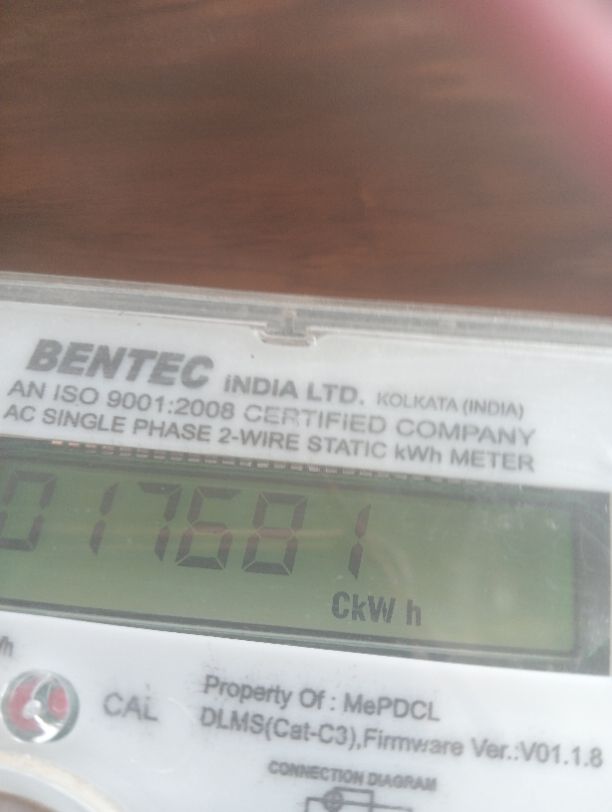 BENTEC iNDIA LTD. KOLKATA (INDIA)
AN ISO 9001:2008 CERTIFIED COMPANY
AC SINGLE PHASE 2-WIRE STATIC kWh METER
017681
CkW h
CAL
Property Of : MePDCL
DLMS(Cat-C3),Firmware Ver.:V01.1.8
CONNECTION DIAGRAM